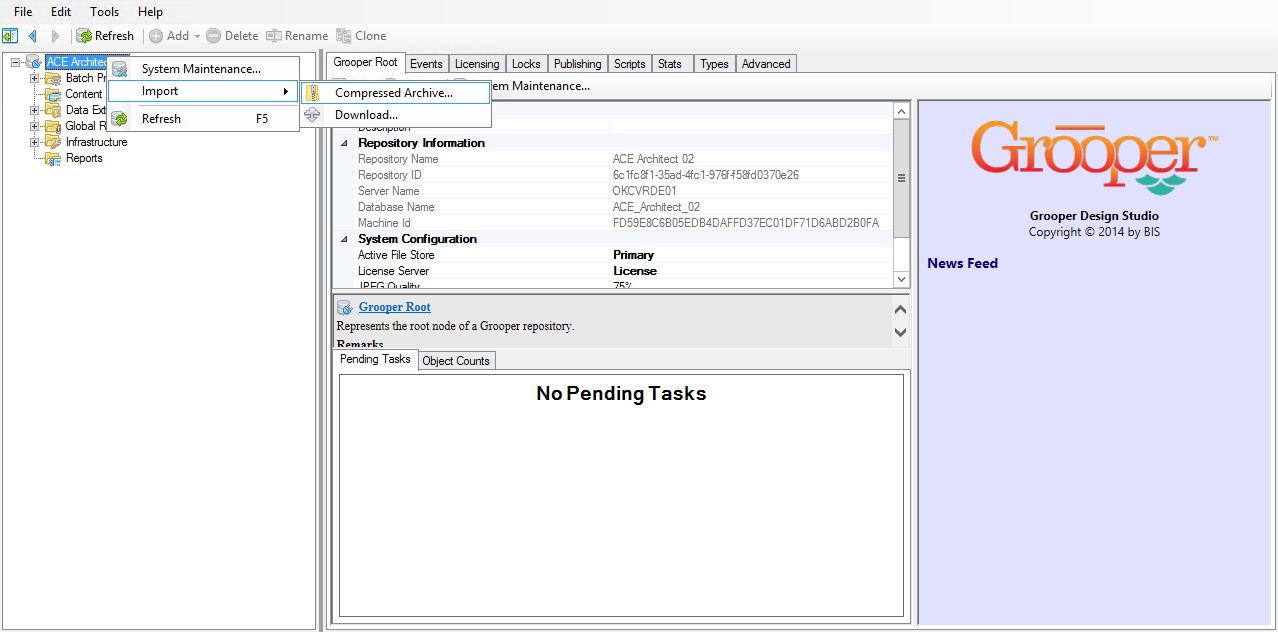 File Edit Tools Help
Refresh Add Delete Rename Clone
ACE Architec
Batch Pr
Content
Data Ext
Global R
Infrastructure
Reports
System Maintenance...
Import
Refresh F5
Compressed Archive...
Download...
Grooper Root Events Licensing Locks Publishing Scripts Stats Types Advanced
em Maintenance...
Description
Repository Information
Repository Name ACE Architect 02
Repository ID 6c1fc8f1-35ad-4fc1-976f-f58fd0370e26
Server Name OKCVRDE01
Database Name ACE_Architect_02
Machine Id FD59E8C6B05EDB4DAFFD37EC01DF71D6ABD2B0FA
System Configuration
Active File Store Primary
License Server License
JPEG Quality 75%
Grooper Root
Represents the root node of a Grooper repository.
Remarks
Pending Tasks Object Counts
No Pending Tasks
Grooper™
Grooper Design Studio
Copyright © 2014 by BIS
News Feed